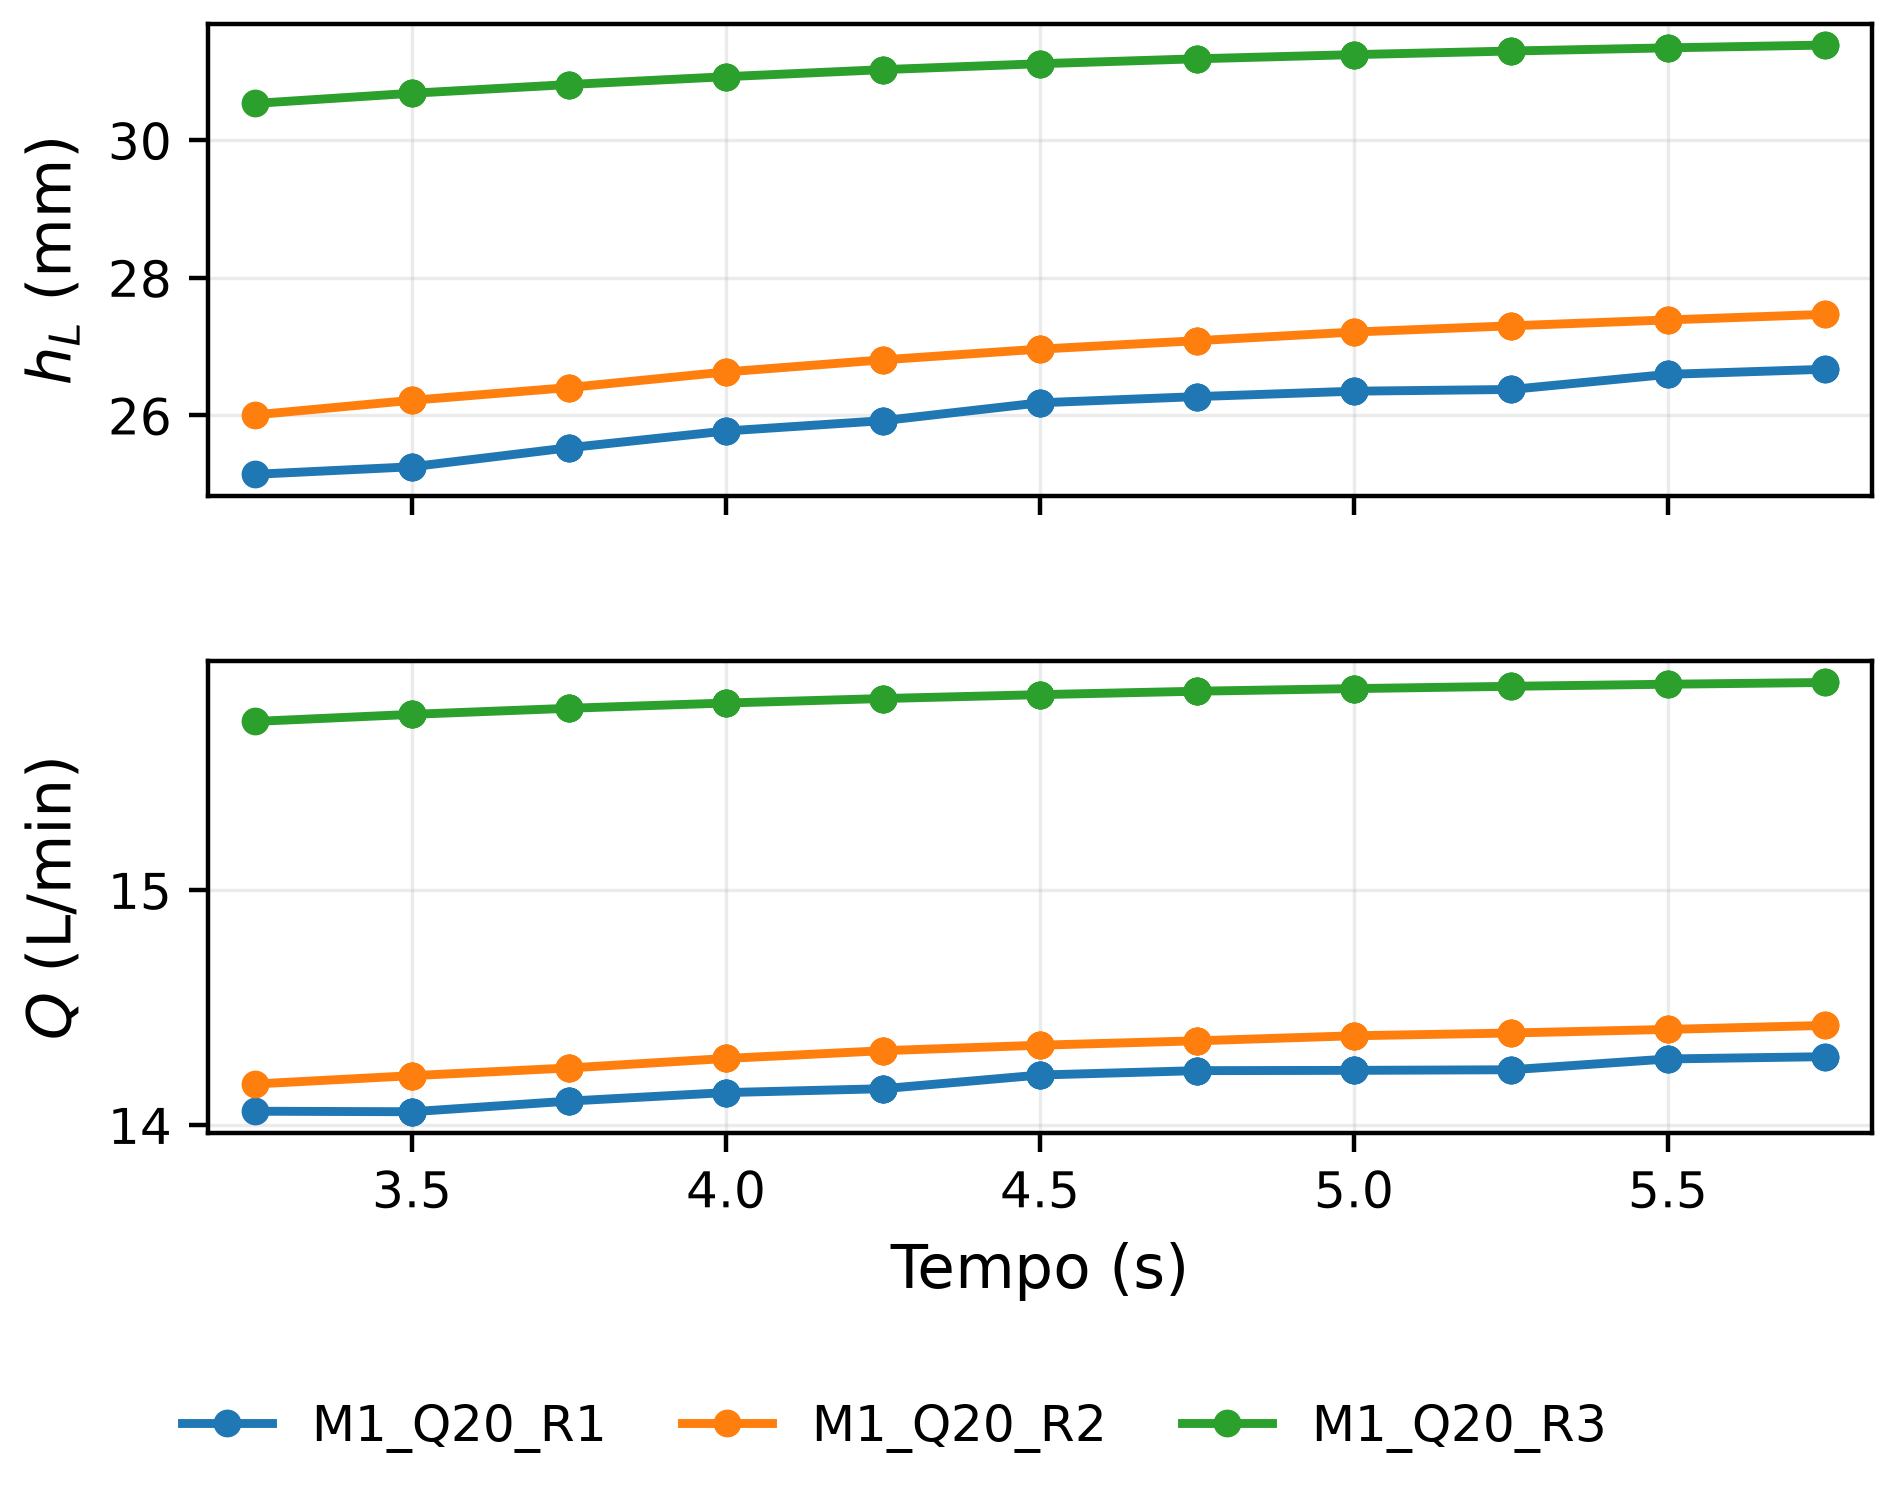 h_L (mm)
30
28
26
Q (L/min)
15
14
3.5 4.0 4.5 5.0 5.5
Tempo (s)
M1_Q20_R1 M1_Q20_R2 M1_Q20_R3